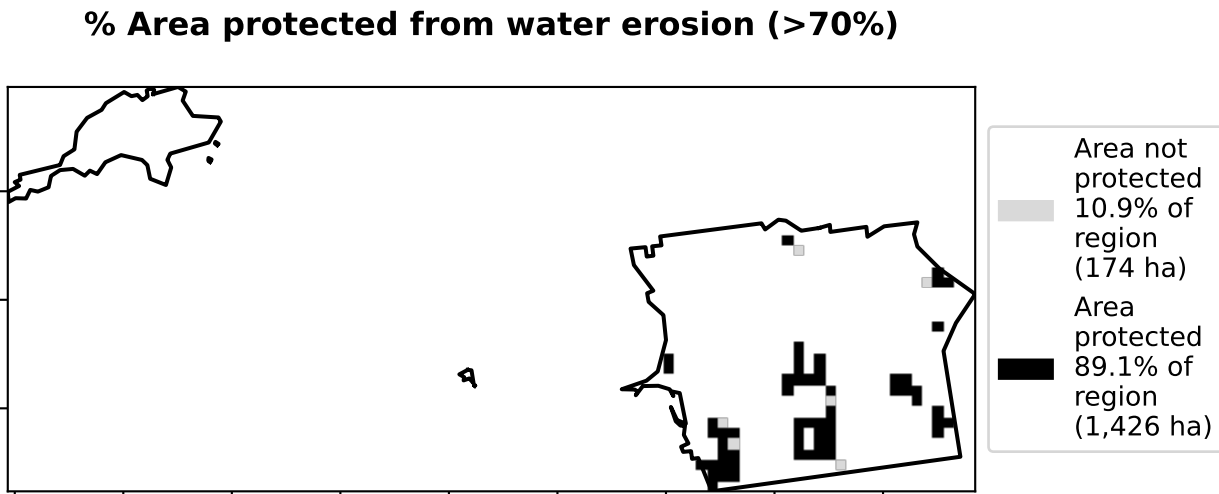 % Area protected from water erosion (>70%)
Area not
protected
10.9% of
region
(174 ha)
Area
protected
89.1% of
region
(1,426 ha)